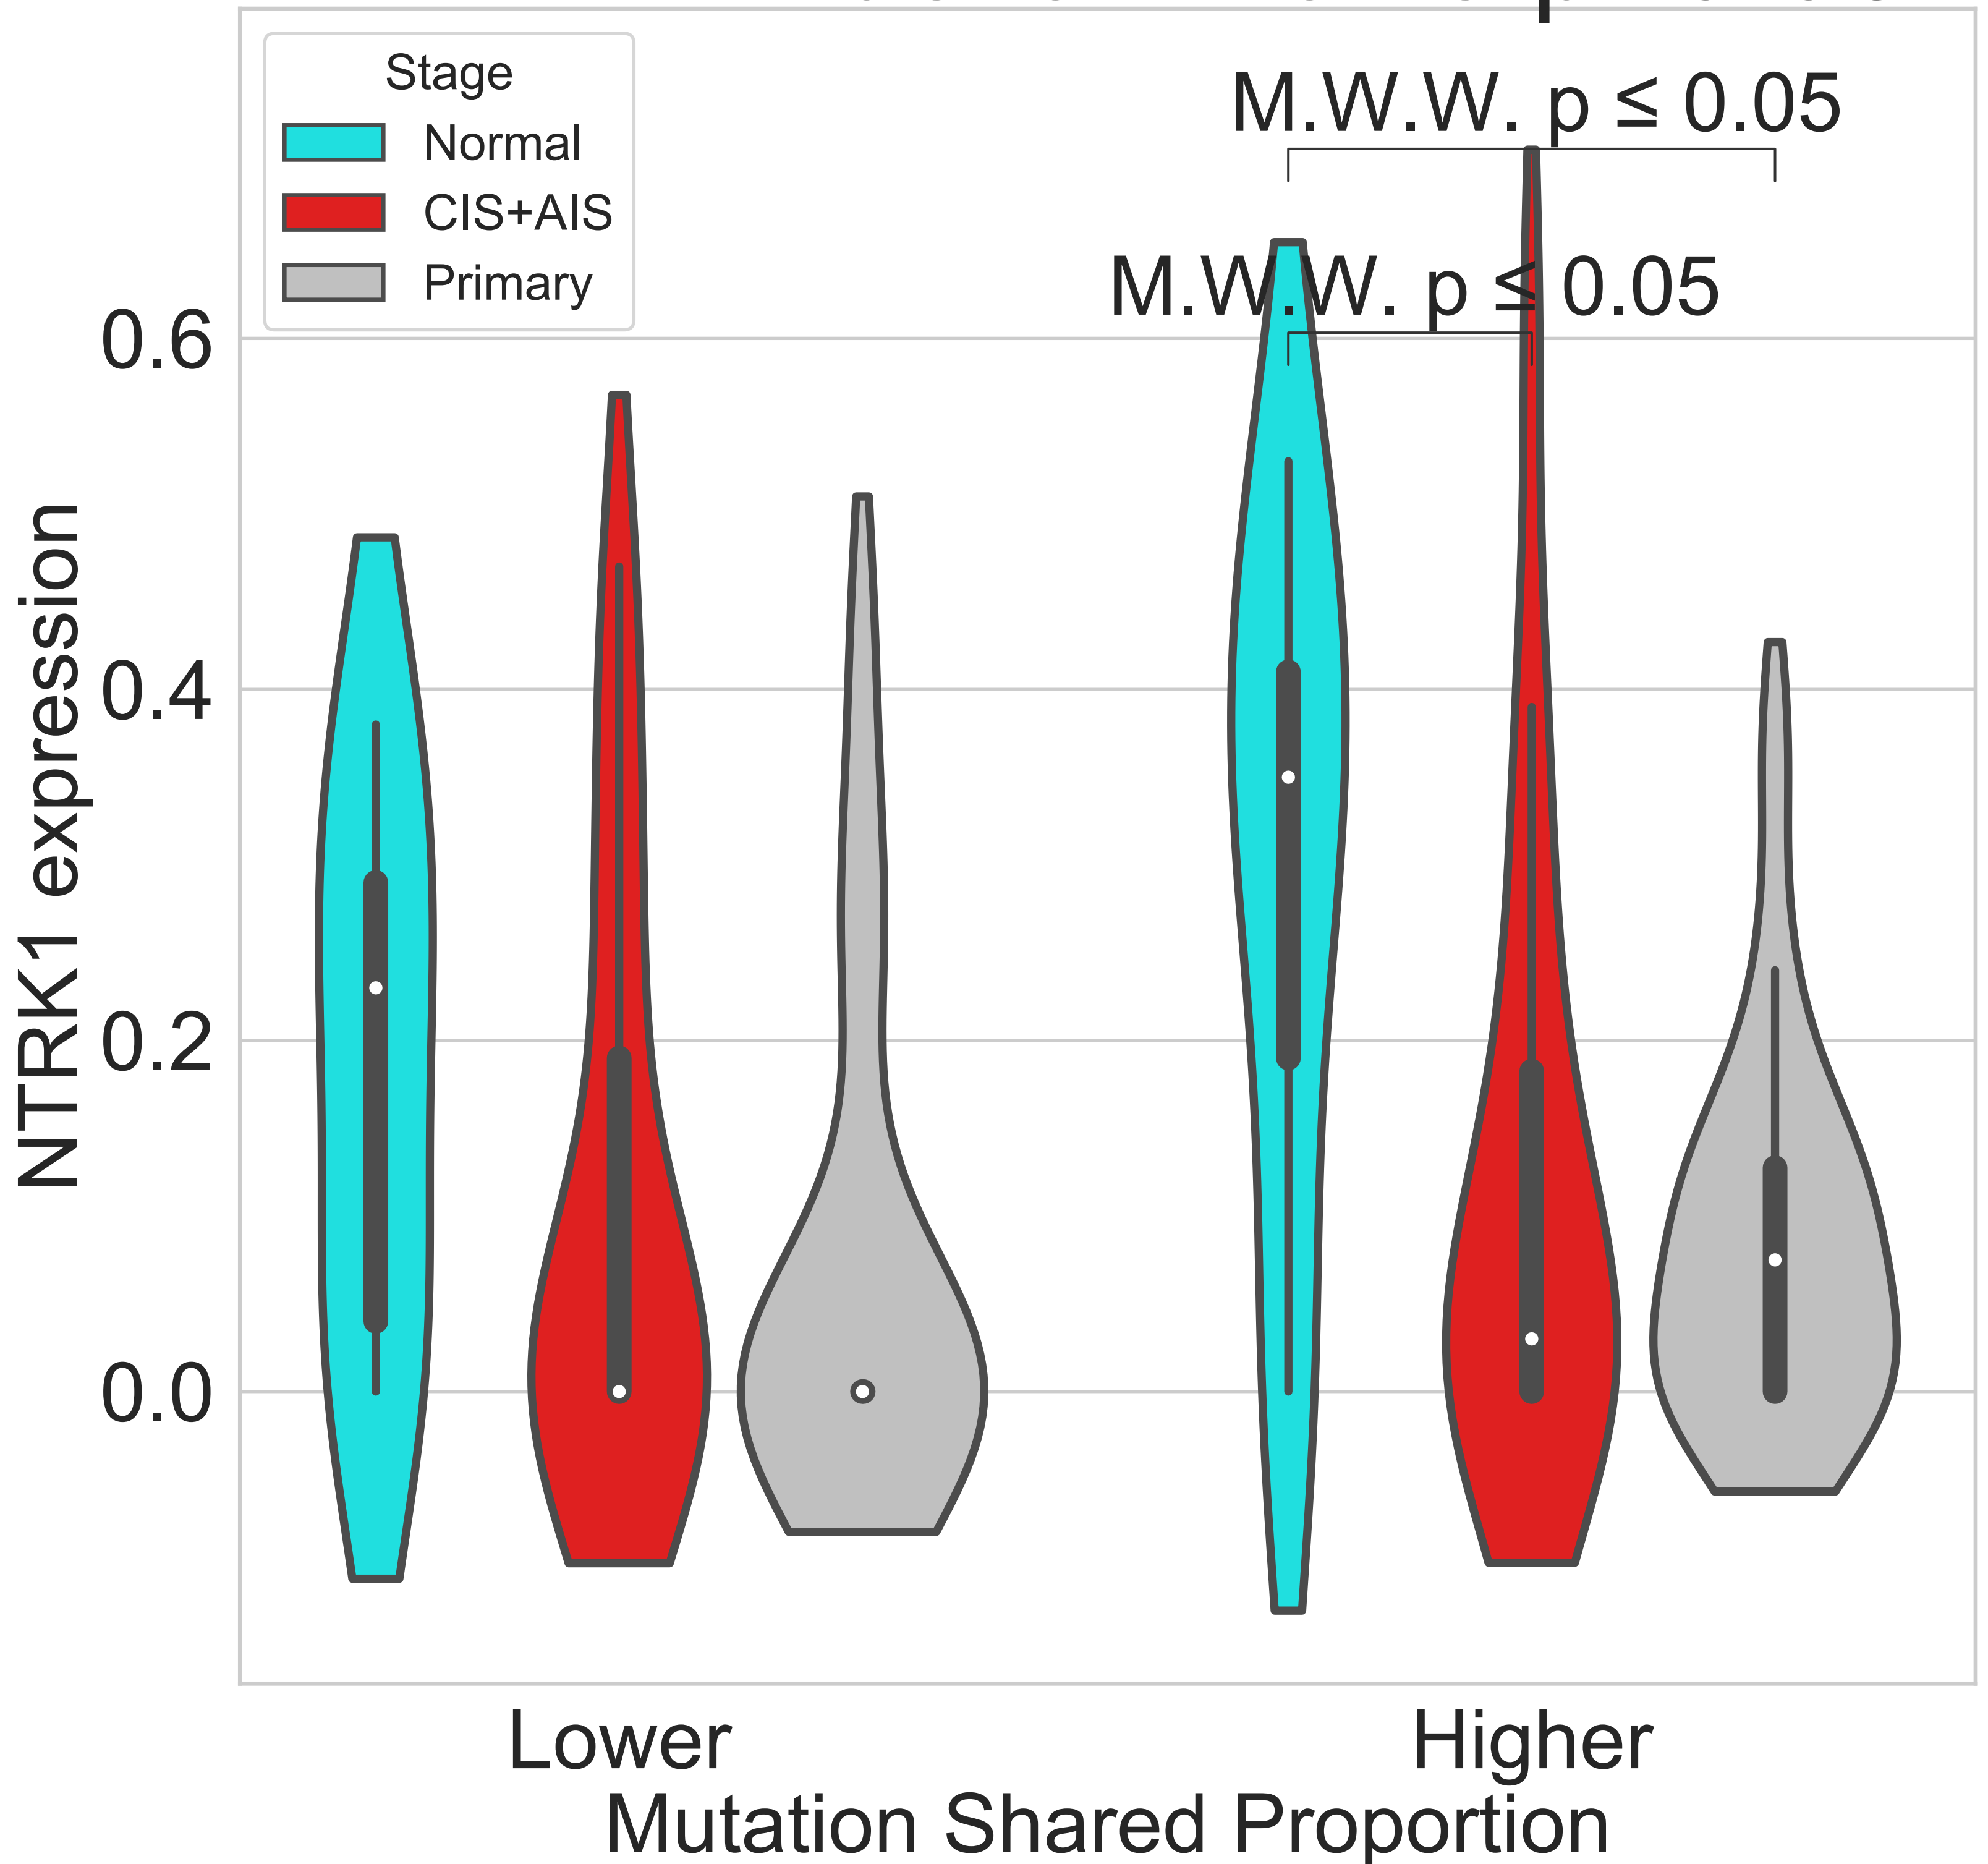 M.W.W. p ≤ 0.05
M.W.W. p ≤ 0.05
Stage
Normal
CIS+AIS
Primary
0.6
0.4
0.2
0.0
NTRK1 expression
Lower
Higher
Mutation Shared Proportion